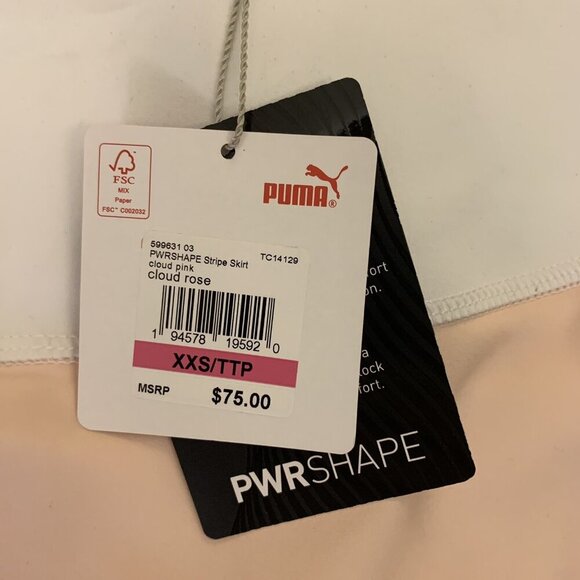 FSC
MIX
Paper
FSC™ C002032
PUMA®
599631 03
TC14129
PWRSHAPE Stripe Skirt
cloud pink
cloud rose
1 94578 19592 0
XXS/TTP
MSRP $75.00
a
PWRSHAPE